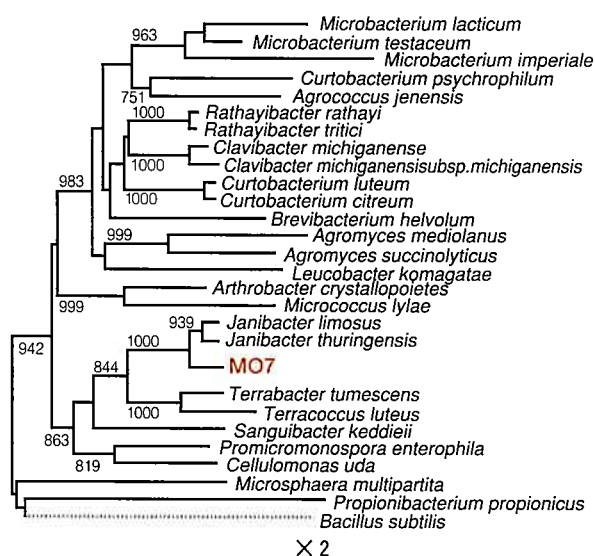 Microbacterium lacticum
963
Microbacterium testaceum
Microbacterium imperiale
Curtobacterium psychrophilum
751
Agrococcus jenensis
1000
Rathayibacter rathayi
Rathayibacter tritici
Clavibacter michiganense
1000
Clavibacter michiganensisubsp.michiganensis
983
Curtobacterium luteum
1000
Curtobacterium citreum
Brevibacterium helvolum
999
Agromyces mediolanus
Agromyces succinolyticus
Leucobacter komagatae
Arthrobacter crystallopoietes
999
Micrococcus lylae
939
Janibacter limosus
942
1000
Janibacter thuringensis
844
MO7
Terrabacter tumescens
1000
Terracoccus luteus
863
Sanguibacter keddieii
Promicromonospora enterophila
819
Cellulomonas uda
Microsphaera multipartita
Propionibacterium propionicus
Bacillus subtilis
×2